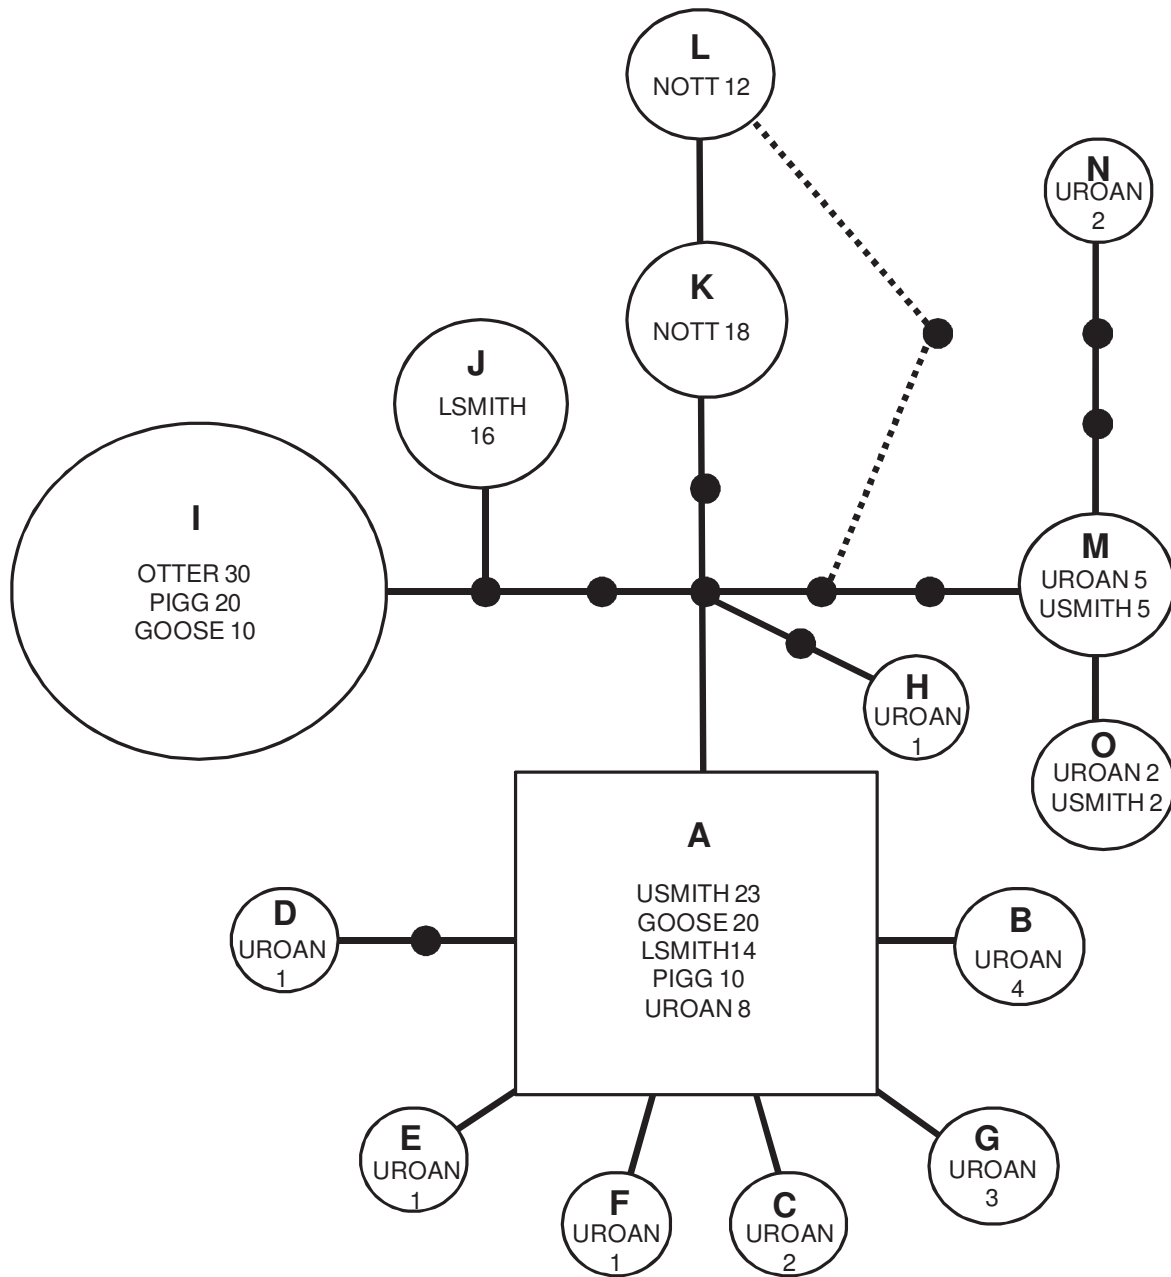 L
NOTT 12
N
UROAN
2
K
NOTT 18
J
LSMITH
16
I
OTTER 30
PIGG 20
GOOSE 10
M
UROAN 5
USMITH 5
H
UROAN
1
O
UROAN 2
USMITH 2
A
USMITH 23
GOOSE 20
LSMITH14
PIGG 10
UROAN 8
D
UROAN
1
B
UROAN
4
E
UROAN
1
F
UROAN
1
C
UROAN
2
G
UROAN
3